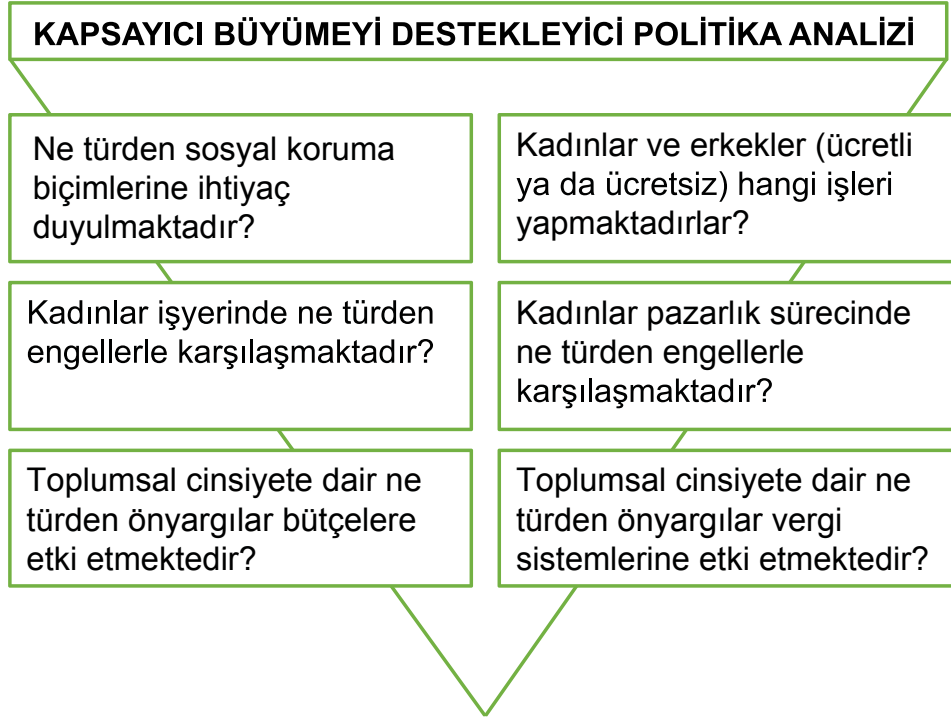 KAPSAYICI BÜYÜMEYİ DESTEKLEYİCİ POLİTİKA ANALİZİ
Ne türden sosyal koruma
biçimlerine ihtiyaç
duyulmaktadır?
Kadınlar ve erkekler (ücretli
ya da ücretsiz) hangi işleri
yapmaktadırlar?
Kadınlar işyerinde ne türden
engellerle karşılaşmaktadır?
Kadınlar pazarlık sürecinde
ne türden engellerle
karşılaşmaktadır?
Toplumsal cinsiyete dair ne
türden önyargılar bütçelere
etki etmektedir?
Toplumsal cinsiyete dair ne
türden önyargılar vergi
sistemlerine etki etmektedir?